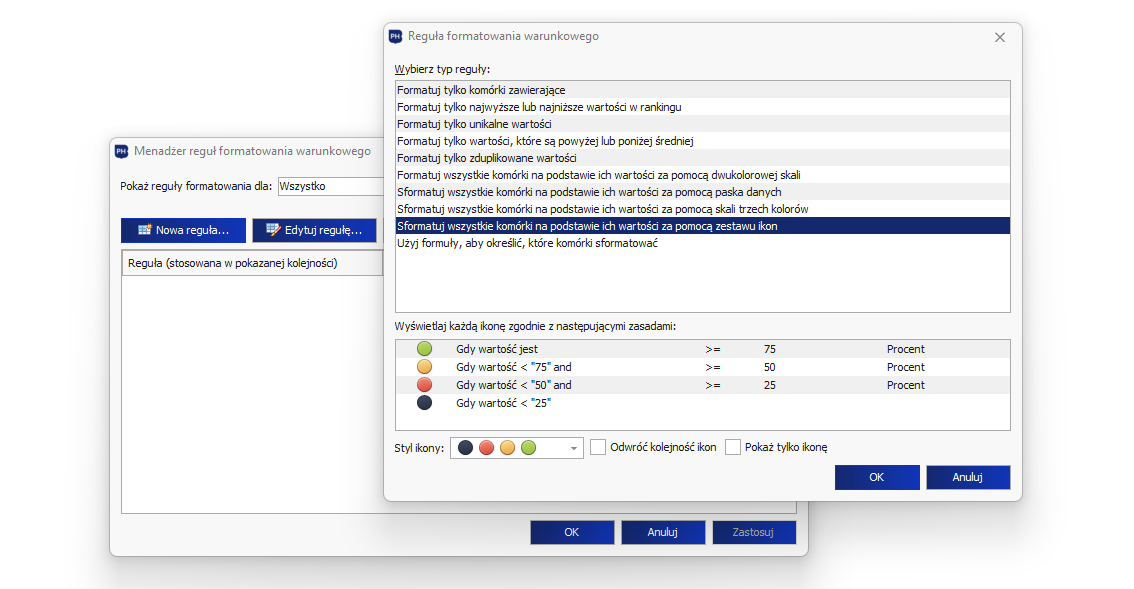 PH
Reguła formatowania warunkowego
Wybierz typ reguły:
Formatuj tylko komórki zawierające
Formatuj tylko najwyższe lub najniższe wartości w rankingu
Formatuj tylko unikalne wartości
Formatuj tylko wartości, które są powyżej lub poniżej średniej
Formatuj tylko zduplikowane wartości
Formatuj wszystkie komórki na podstawie ich wartości za pomocą dwukolorowej skali
Sformatuj wszystkie komórki na podstawie ich wartości za pomocą paska danych
Sformatuj wszystkie komórki na podstawie ich wartości za pomocą skali trzech kolorów
Sformatuj wszystkie komórki na podstawie ich wartości za pomocą zestawu ikon
Użyj formuły, aby określić, które komórki sformatować
Wyświetlaj każdą ikonę zgodnie z następującymi zasadami:
Gdy wartość jest >= 75 Procent
Gdy wartość < "75" and >= 50 Procent
Gdy wartość < "50" and >= 25 Procent
Gdy wartość < "25"
Styl ikony: Odwróć kolejność ikon Pokaż tylko ikonę
OK Anuluj
PH
Menadżer reguł formatowania warunkowego
Pokaż reguły formatowania dla: Wszystko
Nowa reguła... Edytuj regułę...
Reguła (stosowana w pokazanej kolejności)
OK Anuluj Zastosuj